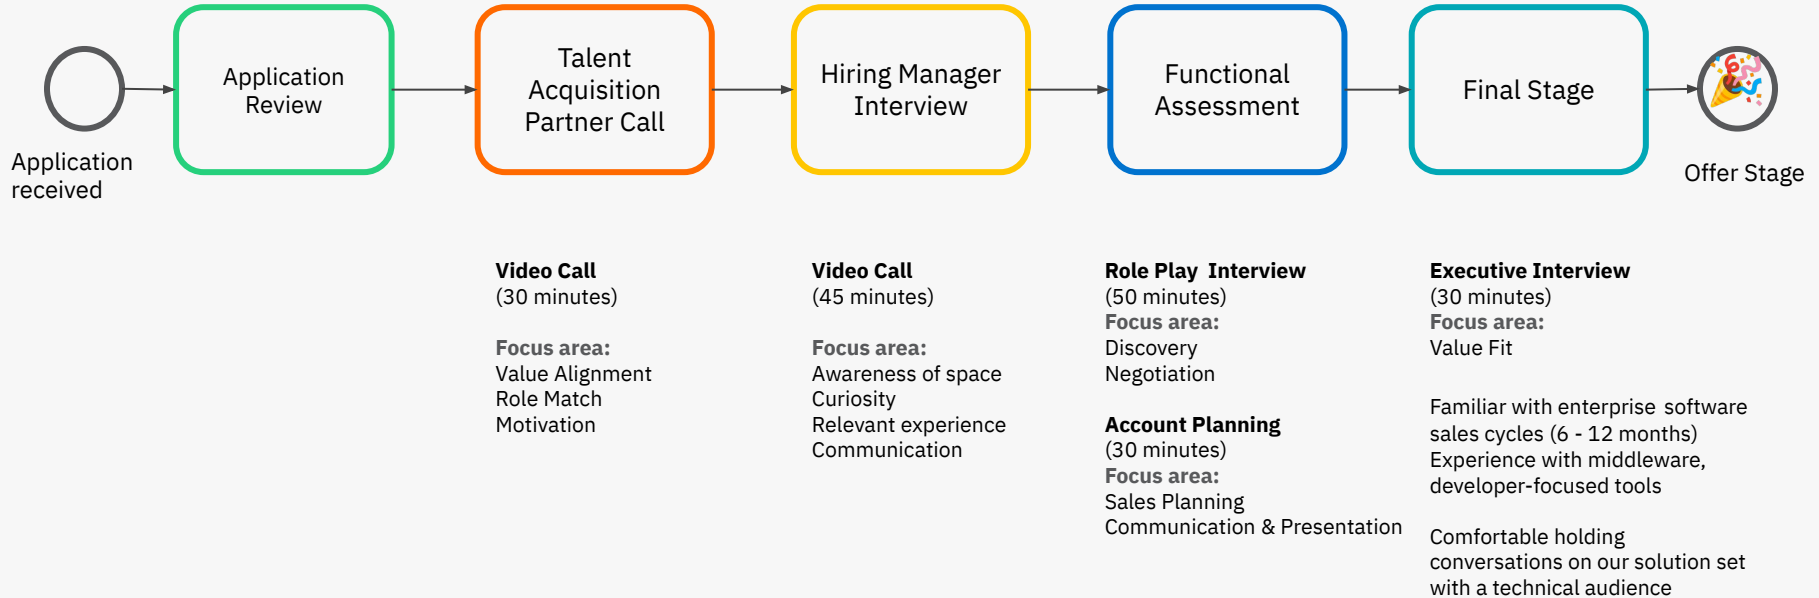 Application
received
Application
Review
Talent
Acquisition
Partner Call
Hiring Manager
Interview
Functional
Assessment
Final Stage
Offer Stage
Video Call
(30 minutes)
Focus area:
Value Alignment
Role Match
Motivation
Video Call
(45 minutes)
Focus area:
Awareness of space
Curiosity
Relevant experience
Communication
Role Play Interview
(50 minutes)
Focus area:
Discovery
Negotiation
Account Planning
(30 minutes)
Focus area:
Sales Planning
Communication & Presentation
Executive Interview
(30 minutes)
Focus area:
Value Fit
Familiar with enterprise software
sales cycles (6 - 12 months)
Experience with middleware,
developer-focused tools
Comfortable holding
conversations on our solution set
with a technical audience